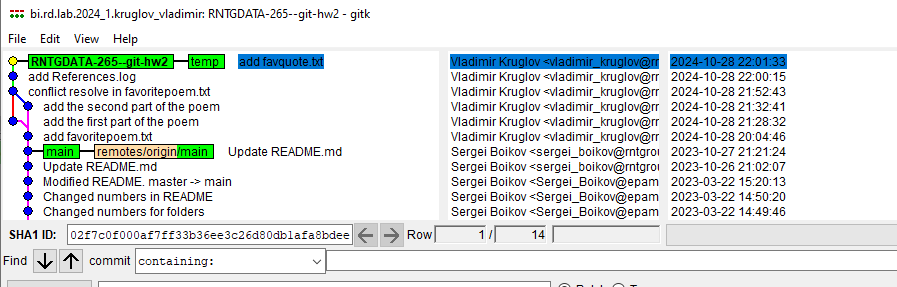 bi.rd.lab.2024_1.kruglov_vladimir: RNTGDATA-265--git-hw2 - gitk
File Edit View Help
RNTGDATA-265--git-hw2 temp add favquote.txt Vladimir Kruglov <vladimir_kruglov@rn 2024-10-28 22:01:33
add References.log Vladimir Kruglov <vladimir_kruglov@rn 2024-10-28 22:00:15
conflict resolve in favoritepoem.txt Vladimir Kruglov <vladimir_kruglov@rn 2024-10-28 21:52:43
add the second part of the poem Vladimir Kruglov <vladimir_kruglov@rn 2024-10-28 21:32:41
add the first part of the poem Vladimir Kruglov <vladimir_kruglov@rn 2024-10-28 21:28:32
add favoritepoem.txt Vladimir Kruglov <vladimir_kruglov@rn 2024-10-28 20:04:46
main remotes/origin/main Update README.md Sergei Boikov <sergei_boikov@rntgrou 2023-10-27 21:21:24
Update README.md Sergei Boikov <sergei_boikov@rntgrou 2023-10-26 21:02:07
Modified README. master -> main Sergei Boikov <Sergei_Boikov@epam 2023-03-22 15:20:13
Changed numbers in README Sergei Boikov <Sergei_Boikov@epam 2023-03-22 14:50:20
Changed numbers for folders Sergei Boikov <Sergei_Boikov@epam 2023-03-22 14:49:46
SHA1 ID: 02f7c0f000af7ff33b36ee3c26d80db1afa8bdee Row 1 / 14
Find commit containing: